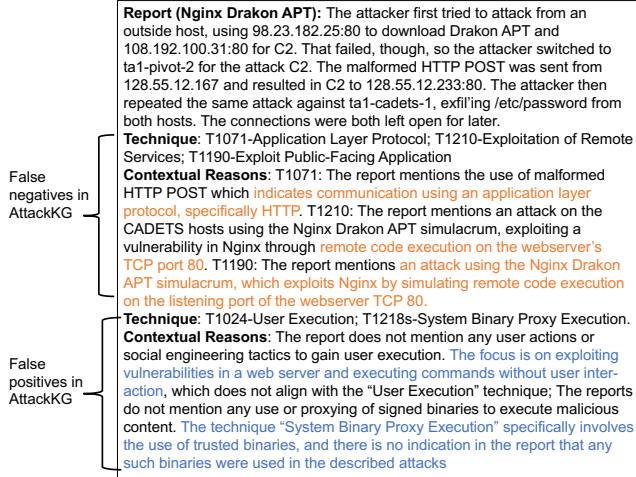 Report (Nginx Drakon APT): The attacker first tried to attack from an
outside host, using 98.23.182.25:80 to download Drakon APT and
108.192.100.31:80 for C2. That failed, though, so the attacker switched to
ta1-pivot-2 for the attack C2. The malformed HTTP POST was sent from
128.55.12.167 and resulted in C2 to 128.55.12.233:80. The attacker then
repeated the same attack against ta1-cadets-1, exfil'ing /etc/password from
both hosts. The connections were both left open for later.
False
negatives in
AttackKG
Technique: T1071-Application Layer Protocol; T1210-Exploitation of Remote
Services; T1190-Exploit Public-Facing Application
Contextual Reasons: T1071: The report mentions the use of malformed
HTTP POST which indicates communication using an application layer
protocol, specifically HTTP. T1210: The report mentions an attack on the
CADETS hosts using the Nginx Drakon APT simulacrum, exploiting a
vulnerability in Nginx through remote code execution on the webserver's
TCP port 80. T1190: The report mentions an attack using the Nginx Drakon
APT simulacrum, which exploits Nginx by simulating remote code execution
on the listening port of the webserver TCP 80.
False
positives in
AttackKG
Technique: T1024-User Execution; T1218s-System Binary Proxy Execution.
Contextual Reasons: The report does not mention any user actions or
social engineering tactics to gain user execution. The focus is on exploiting
vulnerabilities in a web server and executing commands without user inter-
action, which does not align with the “User Execution” technique; The reports
do not mention any use or proxying of signed binaries to execute malicious
content. The technique “System Binary Proxy Execution” specifically involves
the use of trusted binaries, and there is no indication in the report that any
such binaries were used in the described attacks